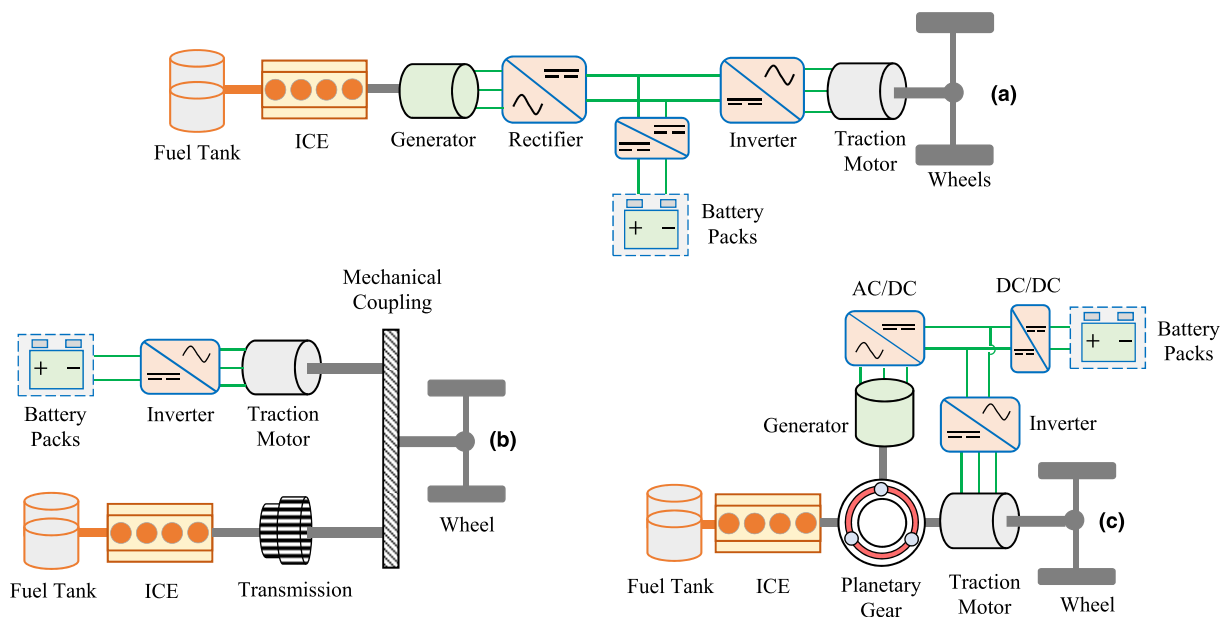 Fuel Tank
ICE
Generator
Rectifier
Inverter
Traction
Motor
Wheels
(a)
+ −
Battery
Packs
Mechanical
Coupling
+ −
Battery
Packs
Inverter
Traction
Motor
(b)
Wheel
Fuel Tank
ICE
Transmission
AC/DC
DC/DC
+ −
Battery
Packs
Generator
Inverter
(c)
Fuel Tank
ICE
Planetary
Gear
Traction
Motor
Wheel